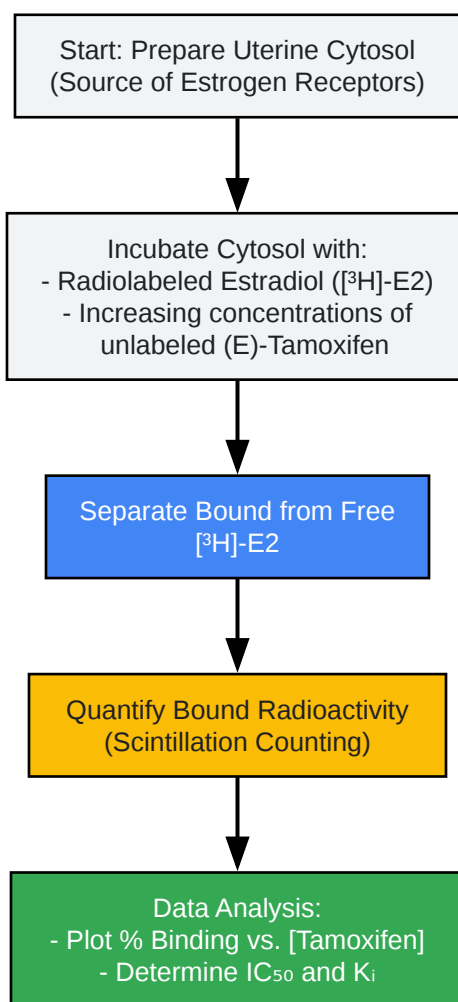 Start: Prepare Uterine Cytosol
(Source of Estrogen Receptors)
Incubate Cytosol with:
- Radiolabeled Estradiol ([³H]-E2)
- Increasing concentrations of
unlabeled (E)-Tamoxifen
Separate Bound from Free
[³H]-E2
Quantify Bound Radioactivity
(Scintillation Counting)
Data Analysis:
- Plot % Binding vs. [Tamoxifen]
- Determine IC₅₀ and Kᵢ